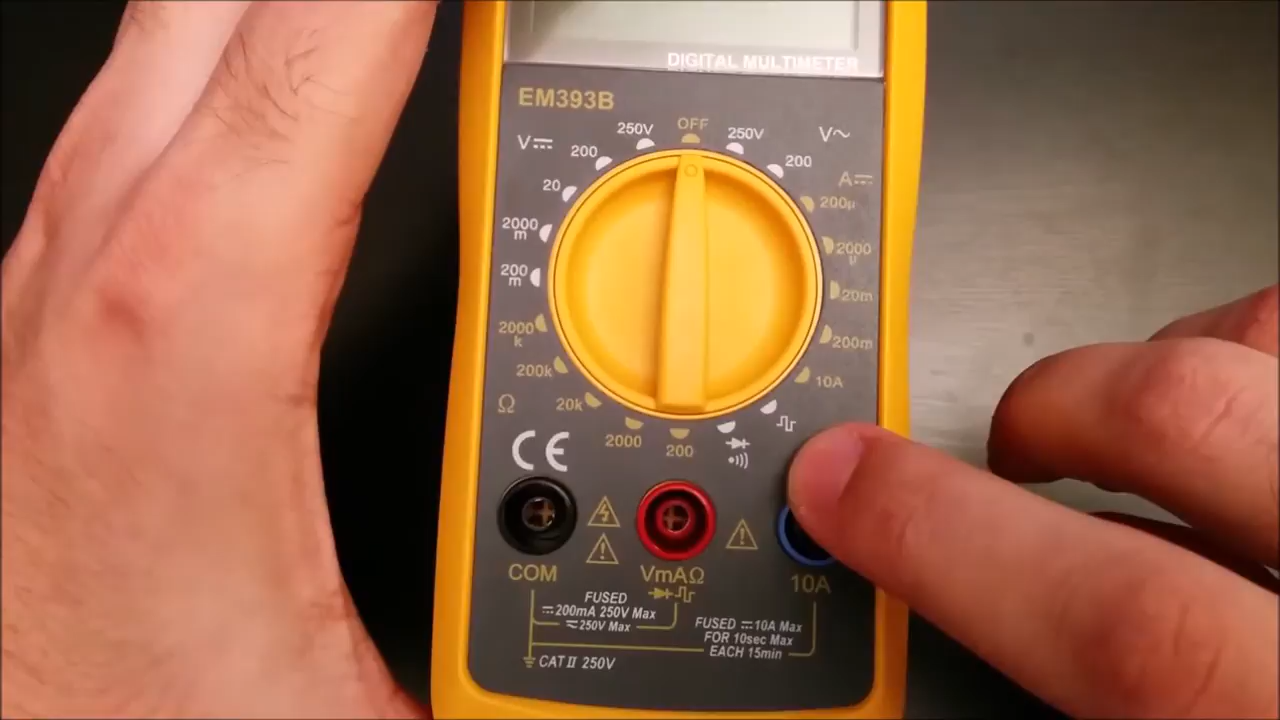 DIGITAL MULTIMETER
EM393B
OFF
250V
250V
V⎓
V~
200
200
A⎓
20
200µ
2000
m
2000
µ
200
m
20m
2000
k
200m
200k
10A
Ω
20k
2000
200
CE
COM
VmAΩ
10A
FUSED
⎓200mA 250V Max
≂250V Max
FUSED ⎓10A Max
FOR 10sec Max
EACH 15min
CAT II 250V